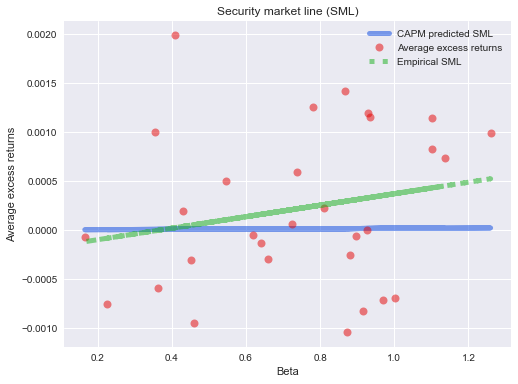 Security market line (SML)
CAPM predicted SML
Average excess returns
Empirical SML
0.0020
0.0015
0.0010
0.0005
0.0000
−0.0005
−0.0010
Average excess returns
0.2 0.4 0.6 0.8 1.0 1.2
Beta